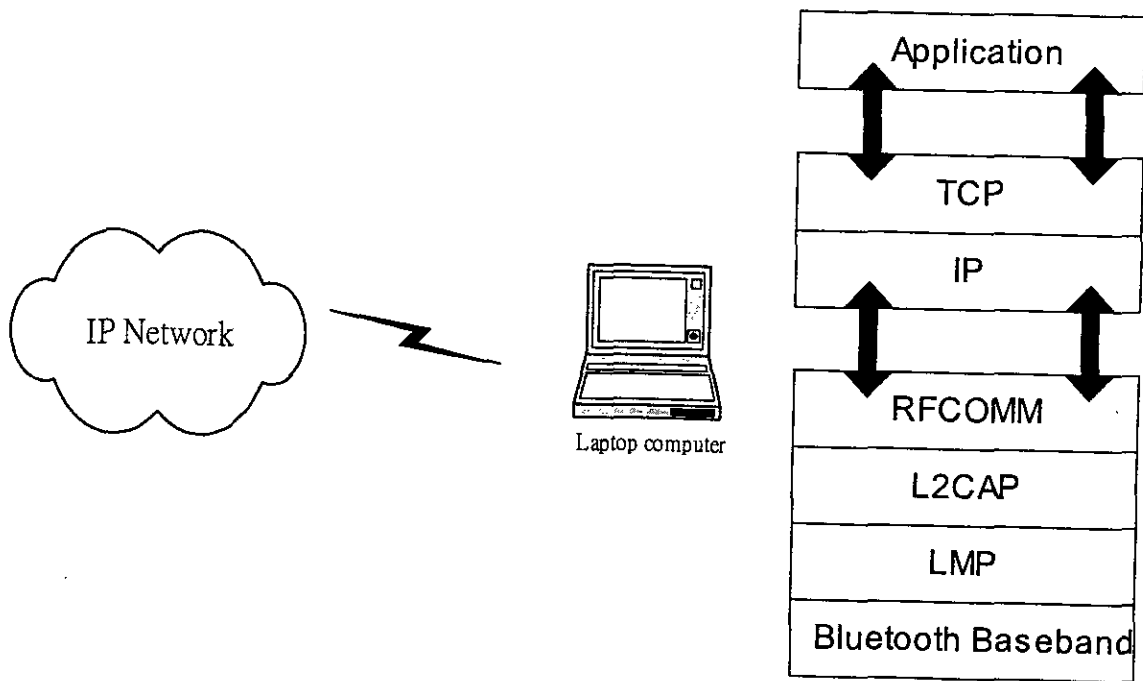 IP Network
Laptop computer
Application
TCP
IP
RFCOMM
L2CAP
LMP
Bluetooth Baseband